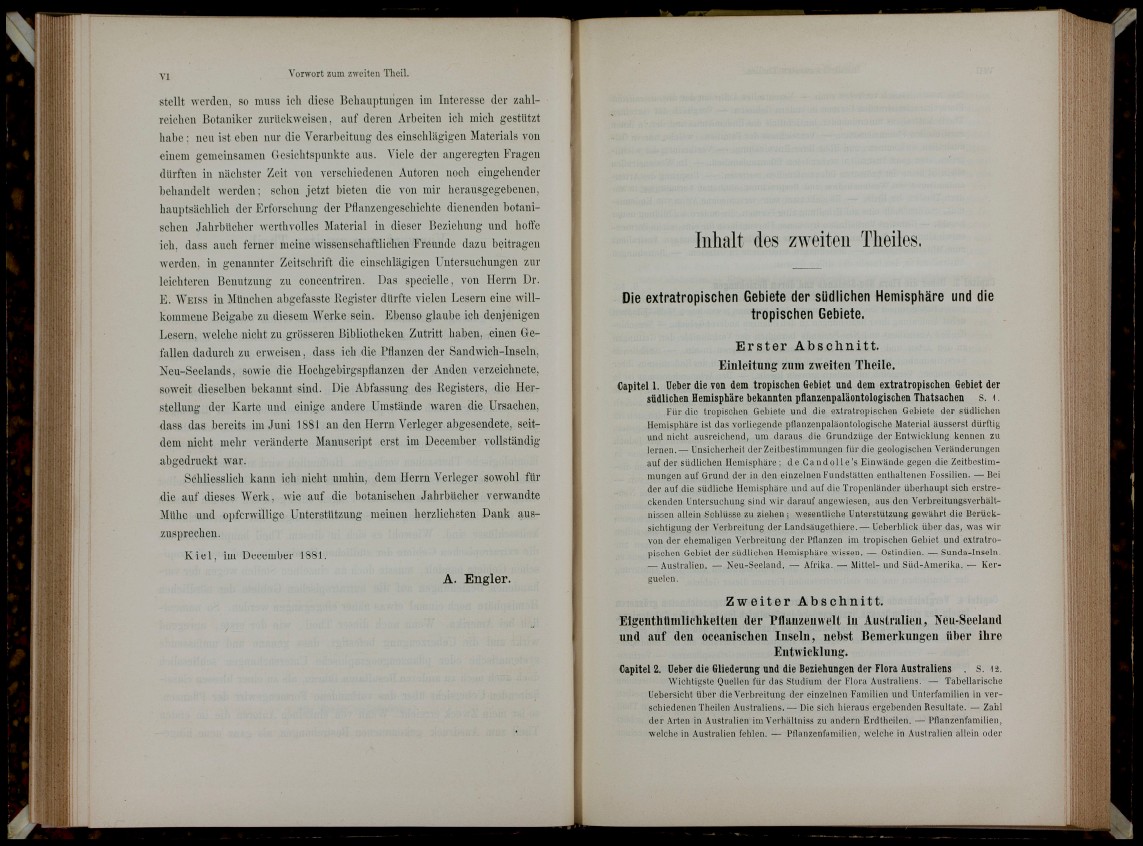 VI
Vorwort zum zweiten Theil.
stellt werden, so muss ich diese Behauptungen im Interesse der zahl-
reichen Botaniker zurückweisen, auf deren Arbeiten ich mich gestützt
habe; neu ist eben nur die Verarbeitung des einschlägigen Materials von
einem gemeinsamen Gesichtspunkte aus. Viele der angeregten Fragen
dürften in nächster Zeit von verschiedenen Autoren noch eingehender
behandelt werden; schon jetzt bieten die von mir herausgegebenen,
hauptsächlich der Erforschung der Pflanzengeschichte dienenden botani-
schen Jahrbücher werthvolles Material in dieser Beziehung und hoffe
ich, dass auch ferner meine wissenschaftlichen Freunde dazu beitragen
werden, in genannter Zeitschrift die einschlägigen Untersuchungen zur
leichteren Benutzung zu concentriren. Das specielle, von Herrn Dr.
E. Weiss in München abgefasste Register dürfte vielen Lesern eine will-
kommene Beigabe zu diesem Werke sein. Ebenso glaube ich denjenigen
Lesern, welche nicht zu grösseren Bibliotheken Zutritt haben, einen Ge-
fallen dadurch zu erweisen, dass ich die Pflanzen der Sandwich-Inseln,
Neu-Seelands, sowie die Hochgebirgspflanzen der Anden verzeichnete,
soweit dieselben bekannt sind. Die Abfassung des Registers, die Her-
stellung der Karte und einige andere Umstände waren die Ursachen,
dass das bereits im Juni 1881 an den Herrn Verleger abgesendete, seit-
dem nicht mehr veränderte Manuscript erst im December vollständig
abgedruckt war.
Schliesslich kann ich nicht umhin, dem Herrn Verleger sowohl für
die auf dieses Werk, wie auf die botanischen Jahrbücher verwandte
Mühe und opferwillige Unterstützung meinen herzlichsten Dank aus-
zusprechen.
Kiel, im December 1881.
A. Engler.
Inhalt des zweiten Theiles.
Die extratropischen Gebiete der südlichen Hemisphäre und die
tropischen Gebiete.
Erster Abschnitt.
Einleitung zum zweiten Theile.
Capitel 1. Ueber die von dem tropischen Gebiet und dem extratropischen Gebiet der
südlichen Hemisphäre bekannten pflanzenpaläontologischen Thatsachen S. 1.
Für die tropischen Gebiete und die extratropischen Gebiete der südlichen
Hemisphäre ist das vorliegende pflanzenpaläontologische Material äusserst dürftig
und nicht ausreichend, um daraus die Grundzüge der Entwicklung kennen zu
lernen. — Unsicherheit der Zeitbestimmungen für die geologischen Veränderungen
auf der südlichen Hemisphäre; de Candolle's Einwände gegen die Zeitbestim-
mungen auf Grund der in den einzelnen Fundstätten enthaltenen Fossilien. — Bei
der auf die südliche Hemisphäre und auf die Tropenländer überhaupt sich erstre-
ckenden Untersuchung sind wir darauf angewiesen, aus den Verbreitungsverhält-
nissen allein Schlüsse zu ziehen; wesentliche Unterstützung gewährt die Berück-
sichtigung der Verbreitung der Landsäugethiere. — Ueberblick über das, was wir
von der ehemaligen Verbreitung der Pflanzen im tropischen Gebiet und extratro-
pischen Gebiet der südlichen Hemisphäre wissen. — Ostindien. — Sunda-Inseln.
— Australien. — Neu-Seeland. — Afrika. — Mittel- und Süd-Amerika. — Ker-
guelen.
Zweiter Abschnitt.
Eigenthümlichkeiten der Pflanzenwelt in Australien, Neu-Seeland
und auf den oceanischen Inseln, nebst Bemerkungen über ihre
Entwicklung.
Capitel 2. Ueber die Gliederung und die Beziehungen der Flora Australiens . S. 12.
Wichtigste Quellen für das Studium der Flora Australiens. — Tabellarische
Uebersicht über die Verbreitung der einzelnen Familien und Unterfamilien in ver-
schiedenen Theilen Australiens. — Die sich hieraus ergebenden Resultate. — Zahl
der Arten in Australien im Verhältniss zu andern Erdtheilen. — Pflanzenfamilien,
welche in Australien fehlen. — Pflanzenfamilien, welche in Australien allein oder